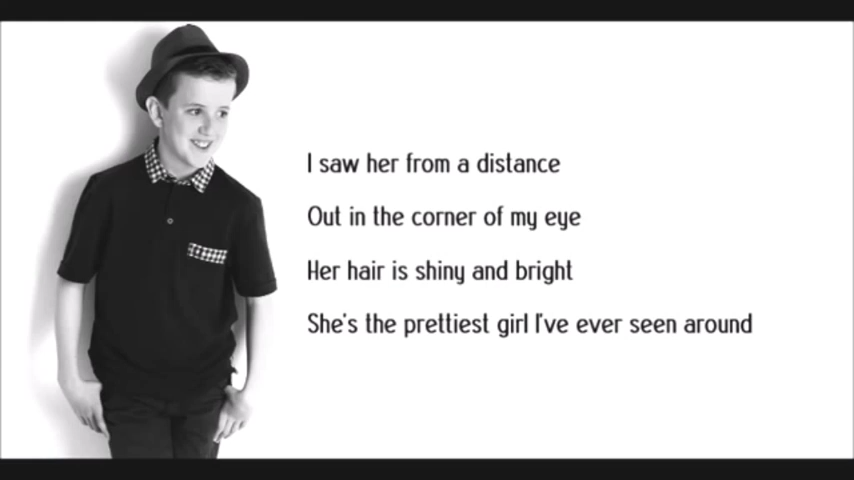 I saw her from a distance
Out in the corner of my eye
Her hair is shiny and bright
She's the prettiest girl I've ever seen around